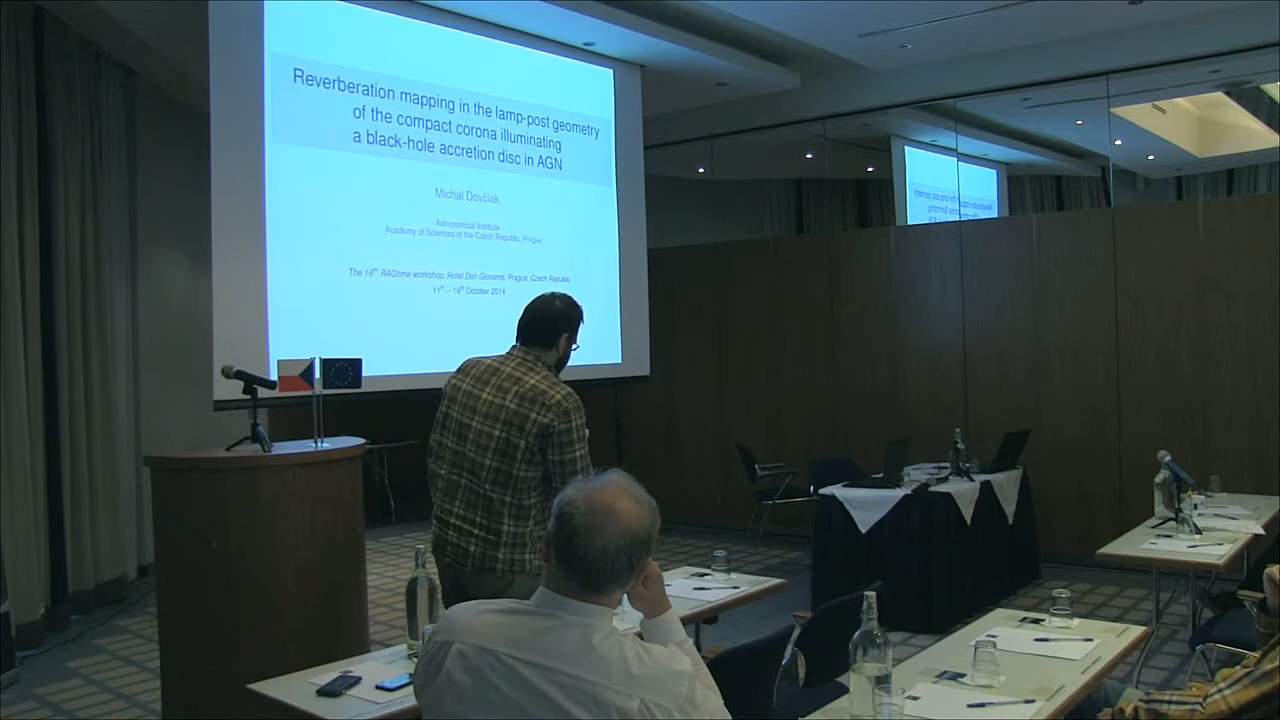 Reverberation mapping in the lamp-post geometry
of the compact corona illuminating
a black-hole accretion disc in AGN
Michal Dovčiak
Astronomical Institute
Academy of Sciences of the Czech Republic, Prague
The 16th RAGtime workshop, Hotel Don Giovanni, Prague, Czech Republic
11th – 19th October 2014